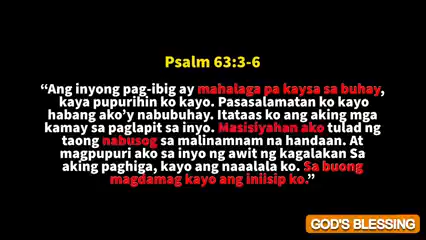 Psalm 63:3-6
“Ang inyong pag-ibig ay mahalaga pa kaysa sa buhay,
kaya pupurihin ko kayo. Pasasalamatan ko kayo
habang ako’y nabubuhay. Itataas ko ang aking mga
kamay sa paglapit sa inyo. Masisiyahan ako tulad ng
taong nabusog sa malinamnam na handaan. At
magpupuri ako sa inyo ng awit ng kagalakan Sa
aking paghiga, kayo ang naaalala ko. Sa buong
magdamag kayo ang iniisip ko.”
GOD'S BLESSING